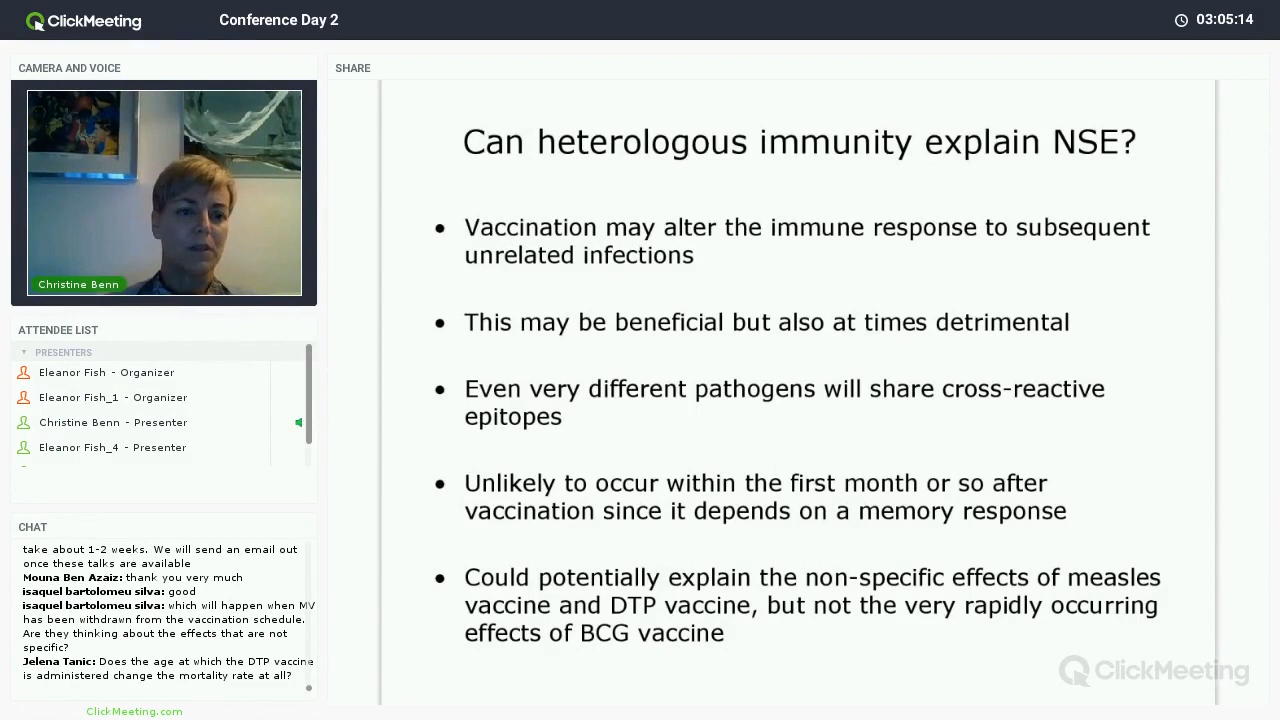 ClickMeeting
Conference Day 2
03:05:14
CAMERA AND VOICE
Christine Benn
ATTENDEE LIST
PRESENTERS
Eleanor Fish - Organizer
Eleanor Fish_1 - Organizer
Christine Benn - Presenter
Eleanor Fish_4 - Presenter
CHAT
take about 1-2 weeks. We will send an email out
once these talks are available
Mouna Ben Azaiz: thank you very much
isaquel bartolomeu silva: good
isaquel bartolomeu silva: which will happen when MV
has been withdrawn from the vaccination schedule.
Are they thinking about the effects that are not
specific?
Jelena Tanic: Does the age at which the DTP vaccine
is administered change the mortality rate at all?
ClickMeeting.com
SHARE
Can heterologous immunity explain NSE?
• Vaccination may alter the immune response to subsequent
unrelated infections
• This may be beneficial but also at times detrimental
• Even very different pathogens will share cross-reactive
epitopes
• Unlikely to occur within the first month or so after
vaccination since it depends on a memory response
• Could potentially explain the non-specific effects of measles
vaccine and DTP vaccine, but not the very rapidly occurring
effects of BCG vaccine
ClickMeeting